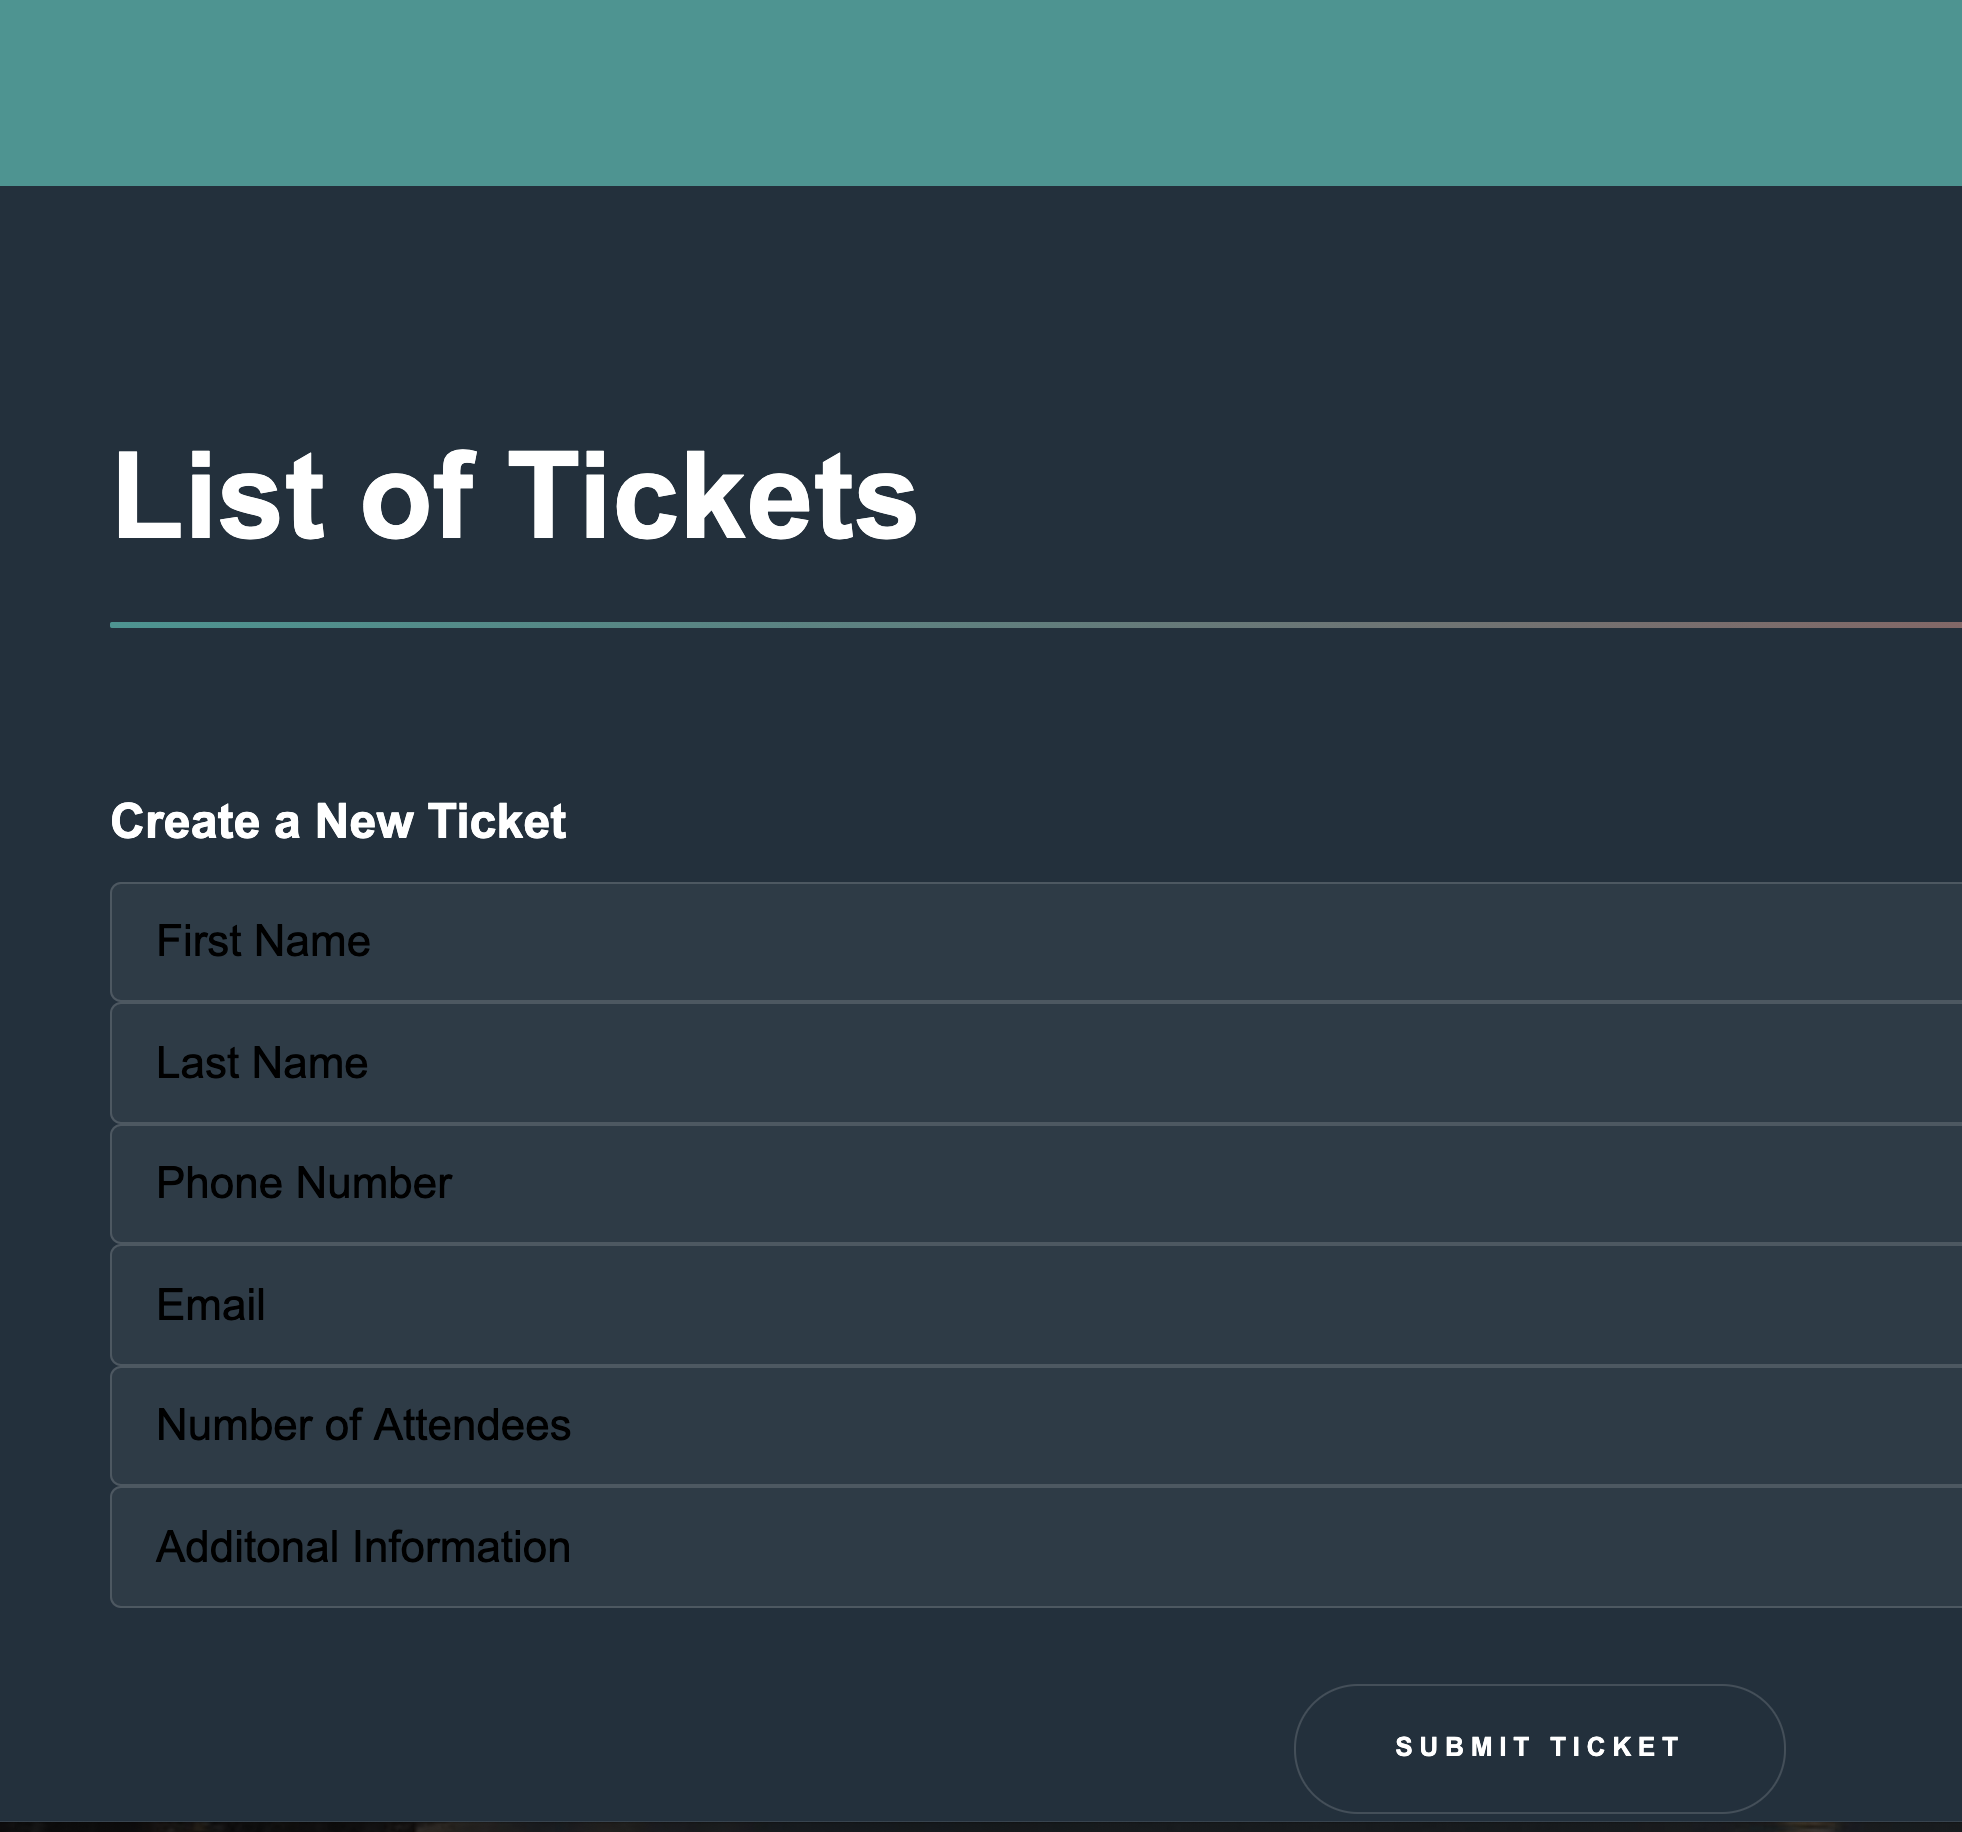 List of Tickets
Create a New Ticket
First Name
Last Name
Phone Number
Email
Number of Attendees
Additonal Information
SUBMIT TICKET